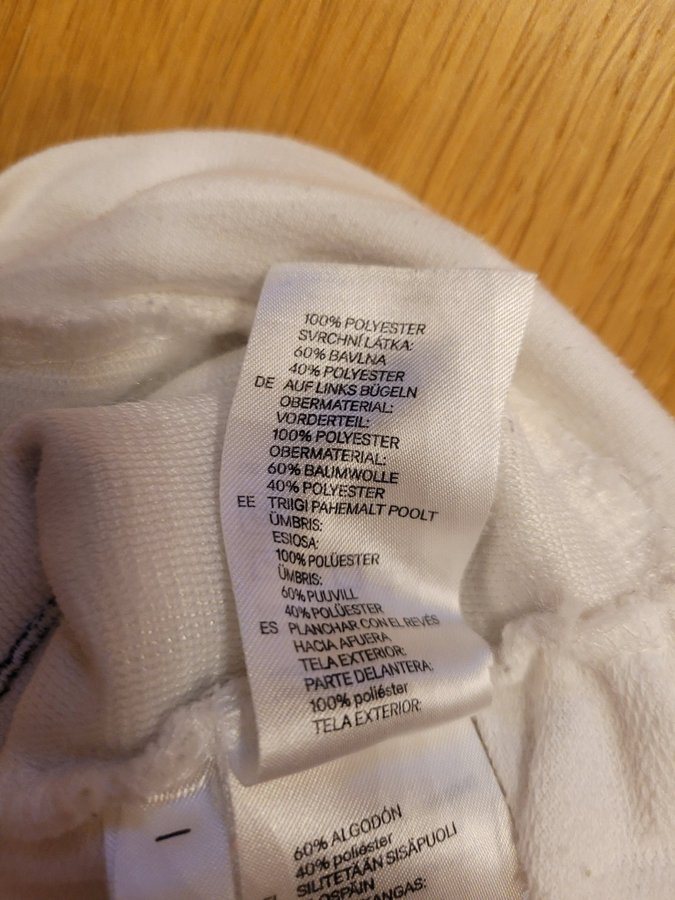 100% POLYESTER
SVRCHNÍ LÁTKA:
60% BAVLNA
40% POLYESTER
DE AUF LINKS BÜGELN
OBERMATERIAL:
VORDERTEIL:
100% POLYESTER
OBERMATERIAL:
60% BAUMWOLLE
40% POLYESTER
EE TRIIGI PAHEMALT POOLT
ÜMBRIS:
ESIOSA:
100% POLÜESTER
ÜMBRIS:
60% PUUVILL
40% POLÜESTER
ES PLANCHAR CON EL REVÉS
HACIA AFUERA
TELA EXTERIOR:
PARTE DELANTERA:
100% poliéster
TELA EXTERIOR:
60% ALGODÓN
40% poliéster
SILITETÄÄN SISÄPUOLI